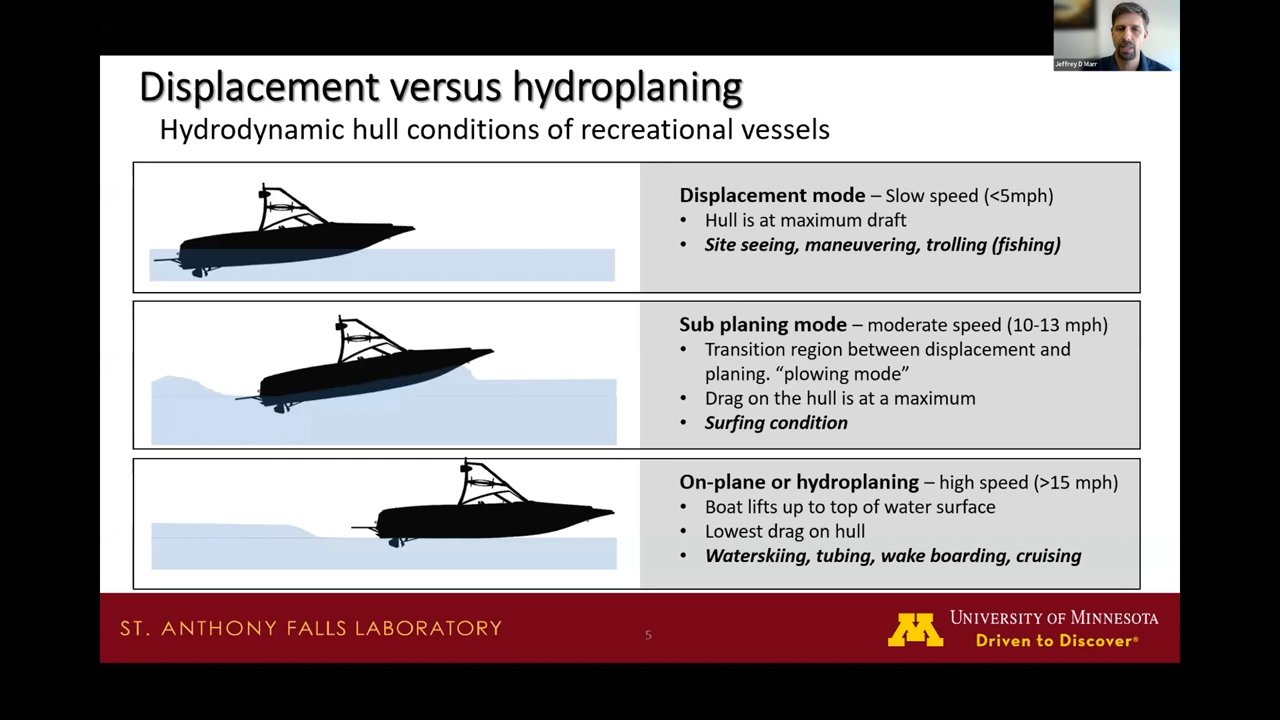 Jeffrey D Marr
Displacement versus hydroplaning
Hydrodynamic hull conditions of recreational vessels
Displacement mode – Slow speed (<5mph)
• Hull is at maximum draft
• Site seeing, maneuvering, trolling (fishing)
Sub planing mode – moderate speed (10-13 mph)
• Transition region between displacement and
planing. “plowing mode”
• Drag on the hull is at a maximum
• Surfing condition
On-plane or hydroplaning – high speed (>15 mph)
• Boat lifts up to top of water surface
• Lowest drag on hull
• Waterskiing, tubing, wake boarding, cruising
ST. ANTHONY FALLS LABORATORY
5
M
UNIVERSITY OF MINNESOTA
Driven to Discover®